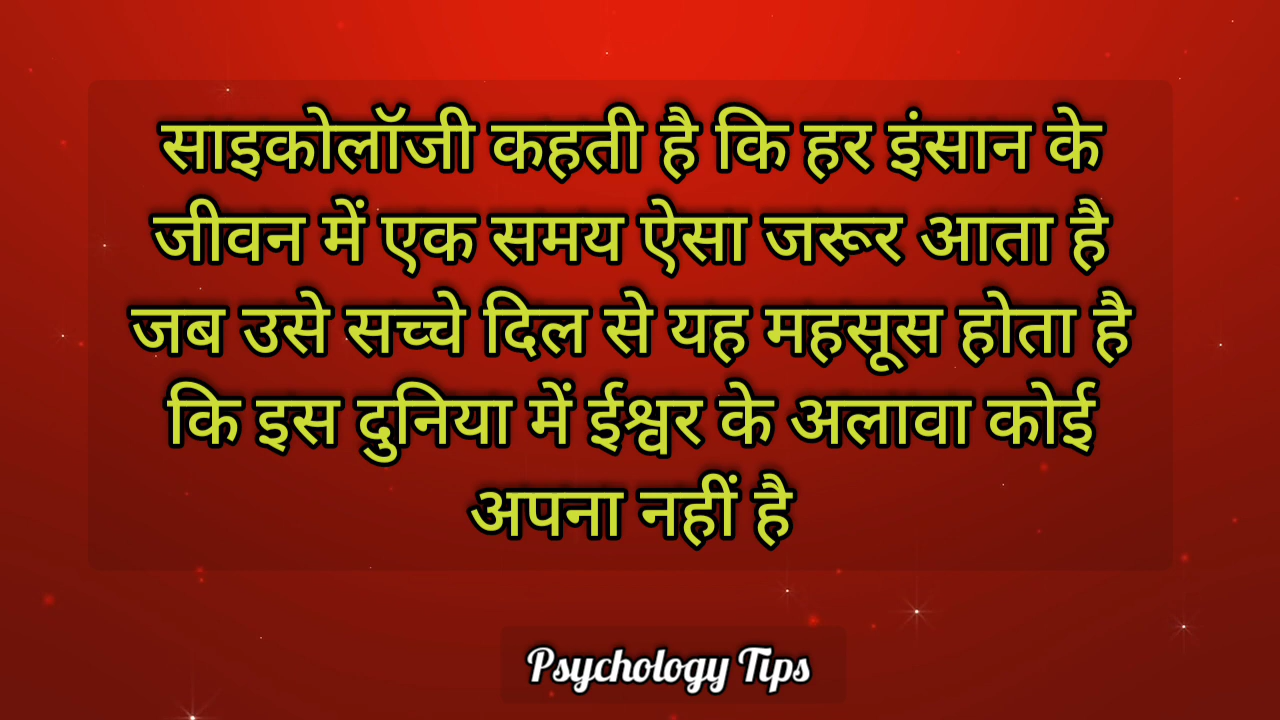 साइकोलॉजी कहती है कि हर इंसान के
जीवन में एक समय ऐसा जरूर आता है
जब उसे सच्चे दिल से यह महसूस होता है
कि इस दुनिया में ईश्वर के अलावा कोई
अपना नहीं है
Psychology Tips